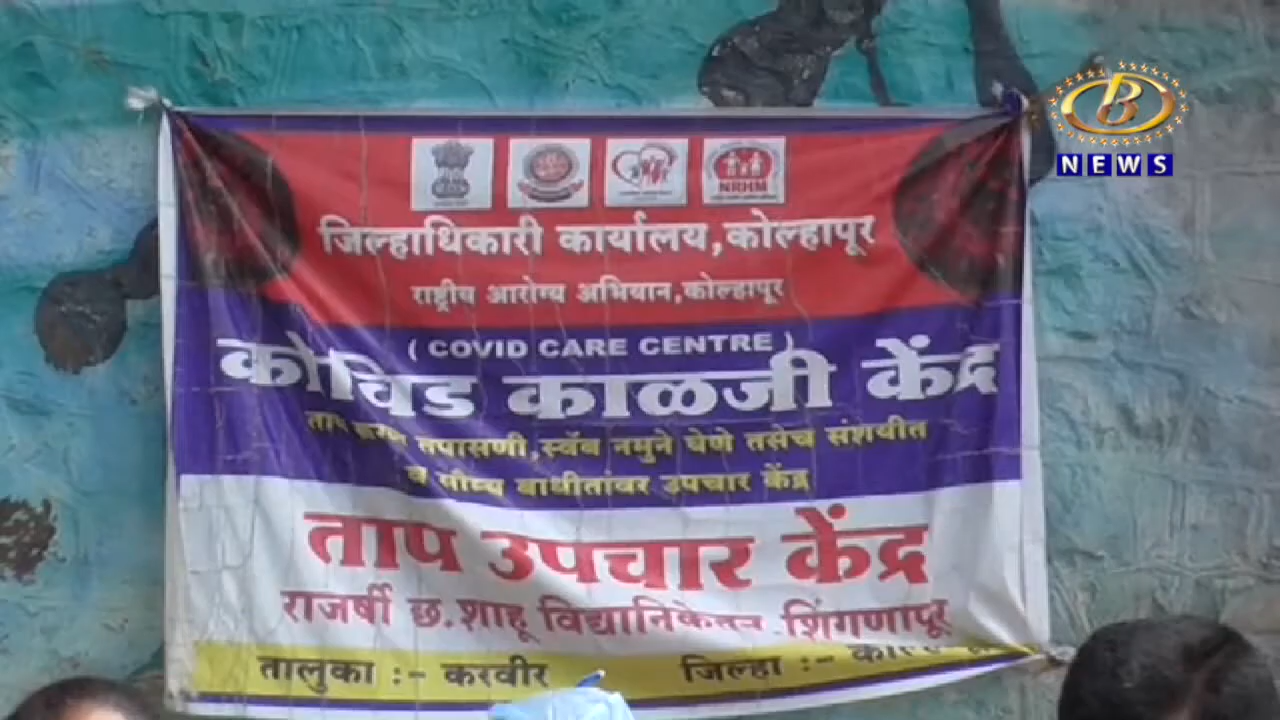 B
NEWS
NRHM
जिल्हाधिकारी कार्यालय,कोल्हापूर
राष्ट्रीय आरोग्य अभियान,कोल्हापूर
( COVID CARE CENTRE )
कोविड काळजी केंद्र
ताप तपासणी,स्वॅब नमुने घेणे तसेच संशयीत
व सौम्य बाधीतांवर उपचार केंद्र
ताप उपचार केंद्र
राजर्षी छ.शाहू विद्यानिकेतन शिंगणापूर
तालुका :- करवीर जिल्हा :-